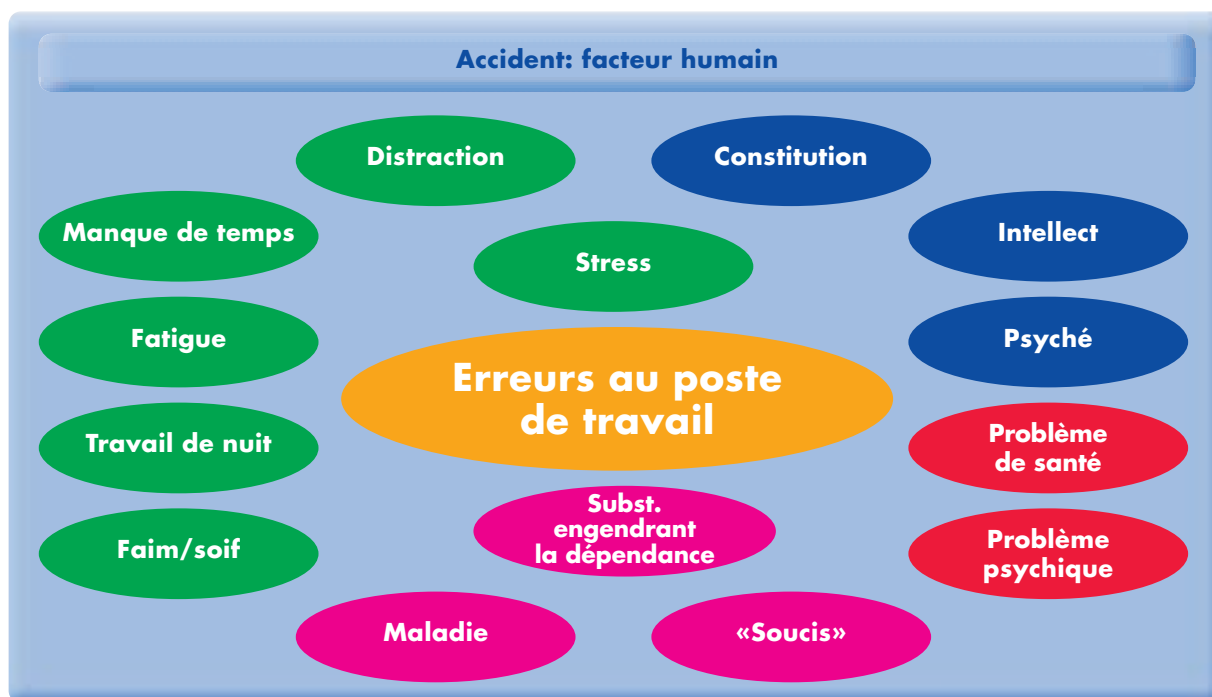 Accident: facteur humain
Distraction
Constitution
Manque de temps
Intellect
Stress
Fatigue
Psyché
Erreurs au poste
de travail
Travail de nuit
Problème
de santé
Subst.
engendrant
la dépendance
Faim/soif
Problème
psychique
Maladie
«Soucis»